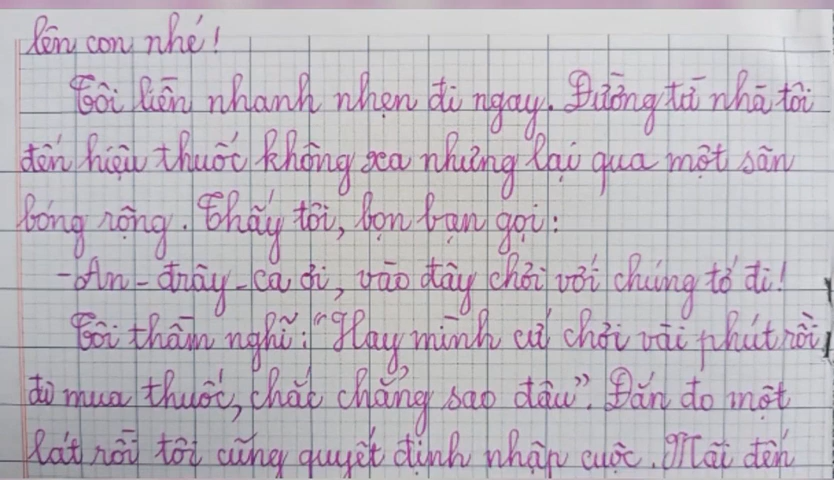 lên con nhé!
Tôi liền nhanh nhẹn đi ngay. Đường từ nhà tôi
đến hiệu thuốc không xa nhưng lại qua một sân
bóng rộng. Thấy tôi, bọn bạn gọi:
- An - đrây - ca ơi, vào đây chơi với chúng tớ đi!
Tôi thầm nghĩ: "Hay mình cứ chơi vài phút rồi
đi mua thuốc, chắc chẳng sao đâu". Đắn đo một
lát rồi tôi cũng quyết định nhập cuộc. Mãi đến